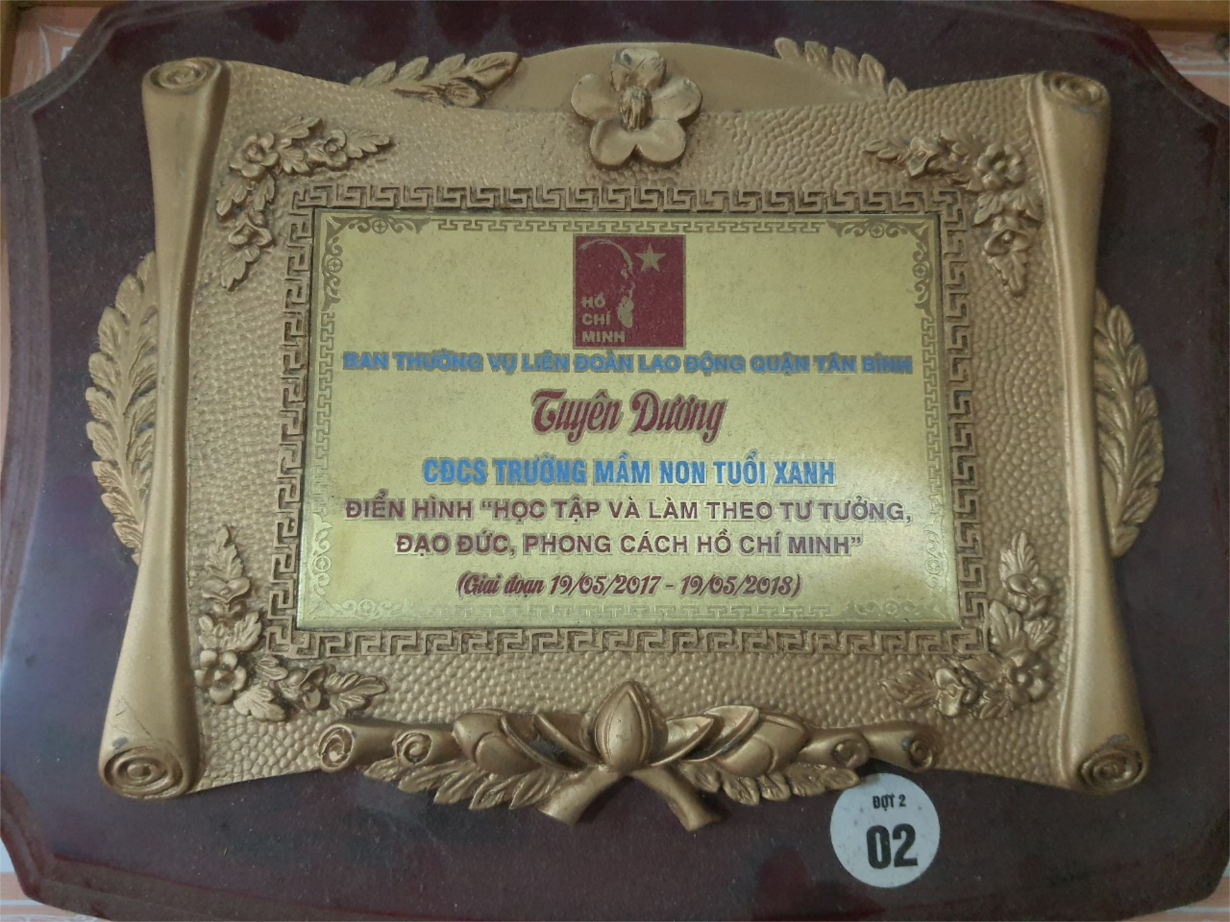 HỒ
CHÍ
MINH
BAN THƯỜNG VỤ LIÊN ĐOÀN LAO ĐỘNG QUẬN TÂN BÌNH
Tuyên Dương
CĐCS TRƯỜNG MẦM NON TUỔI XANH
ĐIỂN HÌNH “HỌC TẬP VÀ LÀM THEO TƯ TƯỞNG,
ĐẠO ĐỨC, PHONG CÁCH HỒ CHÍ MINH”
(Giai đoạn 19/05/2017 - 19/05/2018)
ĐỢT 2
02